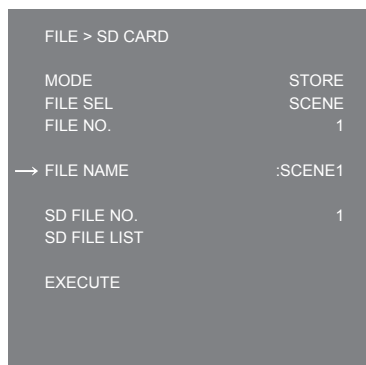 FILE > SD CARD
MODE STORE
FILE SEL SCENE
FILE NO. 1
→ FILE NAME :SCENE1
SD FILE NO. 1
SD FILE LIST
EXECUTE